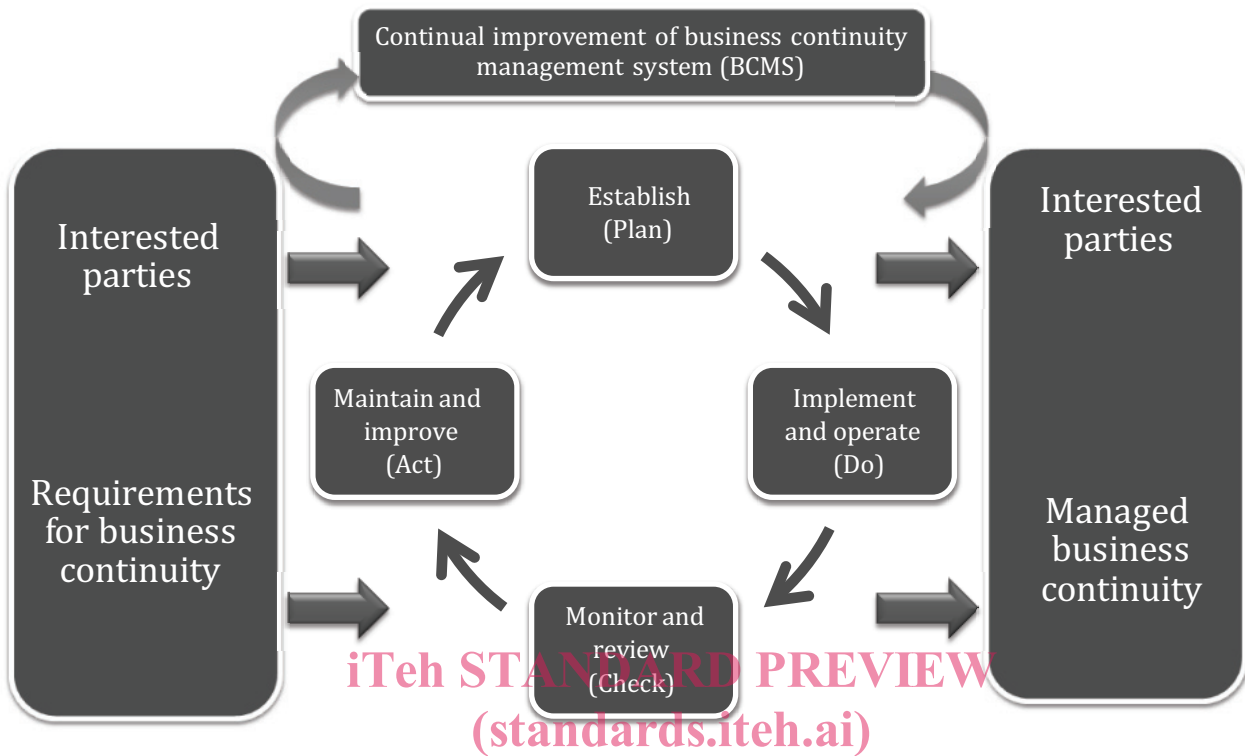 Continual improvement of business continuity
management system (BCMS)
Interested
parties
Requirements
for business
continuity
Establish
(Plan)
Implement
and operate
(Do)
Monitor and
review
(Check)
Maintain and
improve
(Act)
Interested
parties
Managed
business
continuity
iTeh STANDARD PREVIEW
(standards.iteh.ai)